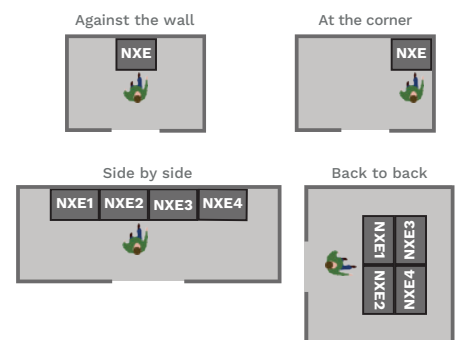 Against the wall
NXE
At the corner
NXE
Side by side
NXE1 NXE2 NXE3 NXE4
Back to back
NXE1 NXE3
NXE2 NXE4